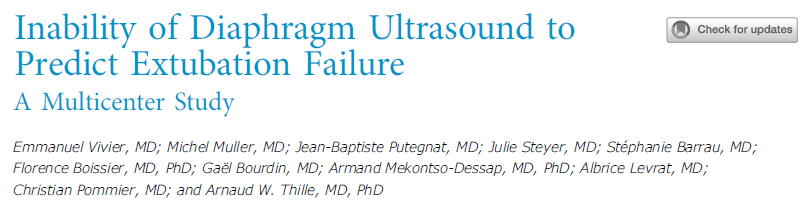 Inability of Diaphragm Ultrasound to
Predict Extubation Failure
A Multicenter Study
Check for updates
Emmanuel Vivier, MD; Michel Muller, MD; Jean-Baptiste Putegnat, MD; Julie Steyer, MD; Stéphanie Barrau, MD;
Florence Boissier, MD, PhD; Gaël Bourdin, MD; Armand Mekontso-Dessap, MD, PhD; Albrice Levrat, MD;
Christian Pommier, MD; and Arnaud W. Thille, MD, PhD